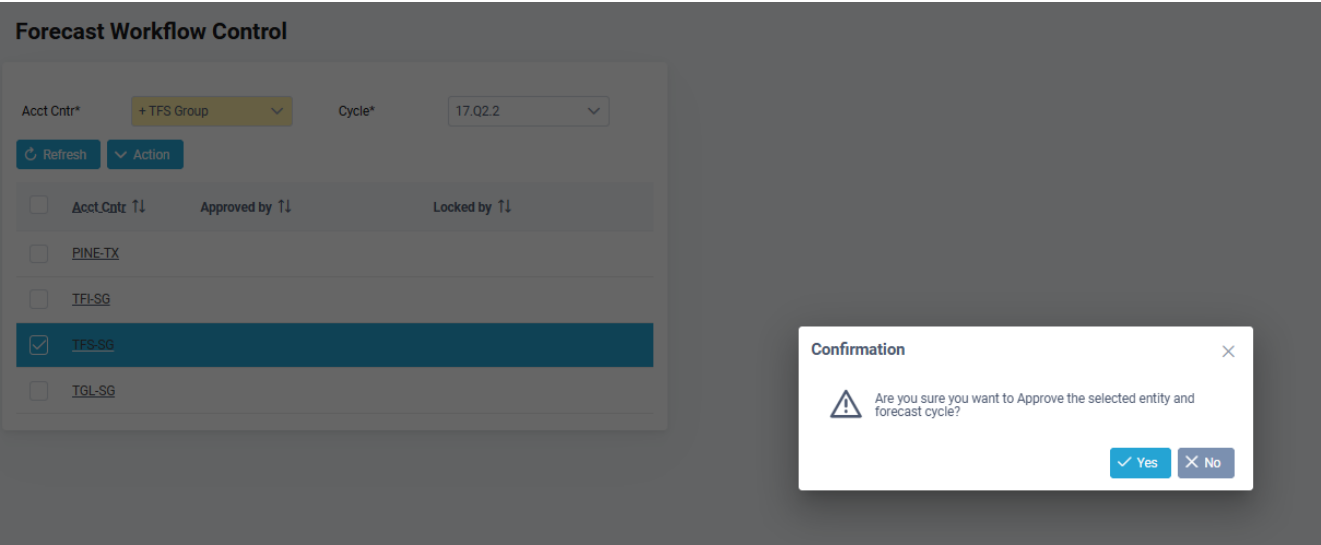 Forecast Workflow Control
Acct Cntr* + TFS Group Cycle* 17.Q2.2
Refresh Action
Acct Cntr Approved by Locked by
PINE-TX
TFI-SG
TFS-SG
TGL-SG
Confirmation
Are you sure you want to Approve the selected entity and
forecast cycle?
Yes No